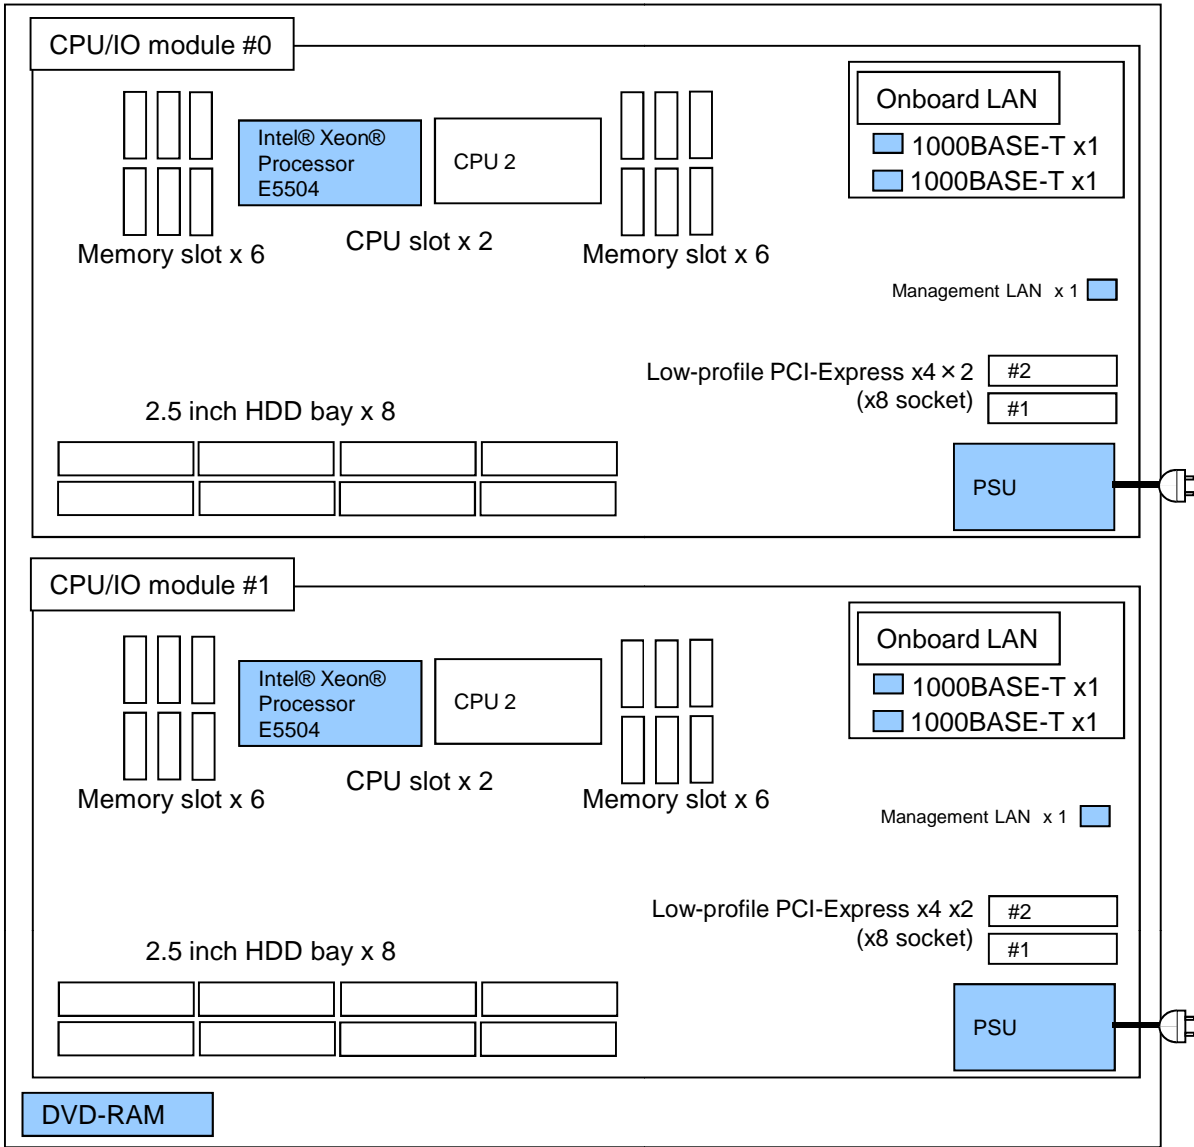 CPU/IO module #0
Onboard LAN
1000BASE-T x1
1000BASE-T x1
Intel® Xeon®
Processor
E5504
CPU 2
Memory slot x 6
CPU slot x 2
Memory slot x 6
Management LAN x 1
Low-profile PCI-Express x4×2
(x8 socket)
#2
#1
2.5 inch HDD bay x 8
PSU
CPU/IO module #1
Onboard LAN
1000BASE-T x1
1000BASE-T x1
Intel® Xeon®
Processor
E5504
CPU 2
Memory slot x 6
CPU slot x 2
Memory slot x 6
Management LAN x 1
Low-profile PCI-Express x4 x2
(x8 socket)
#2
#1
2.5 inch HDD bay x 8
PSU
DVD-RAM